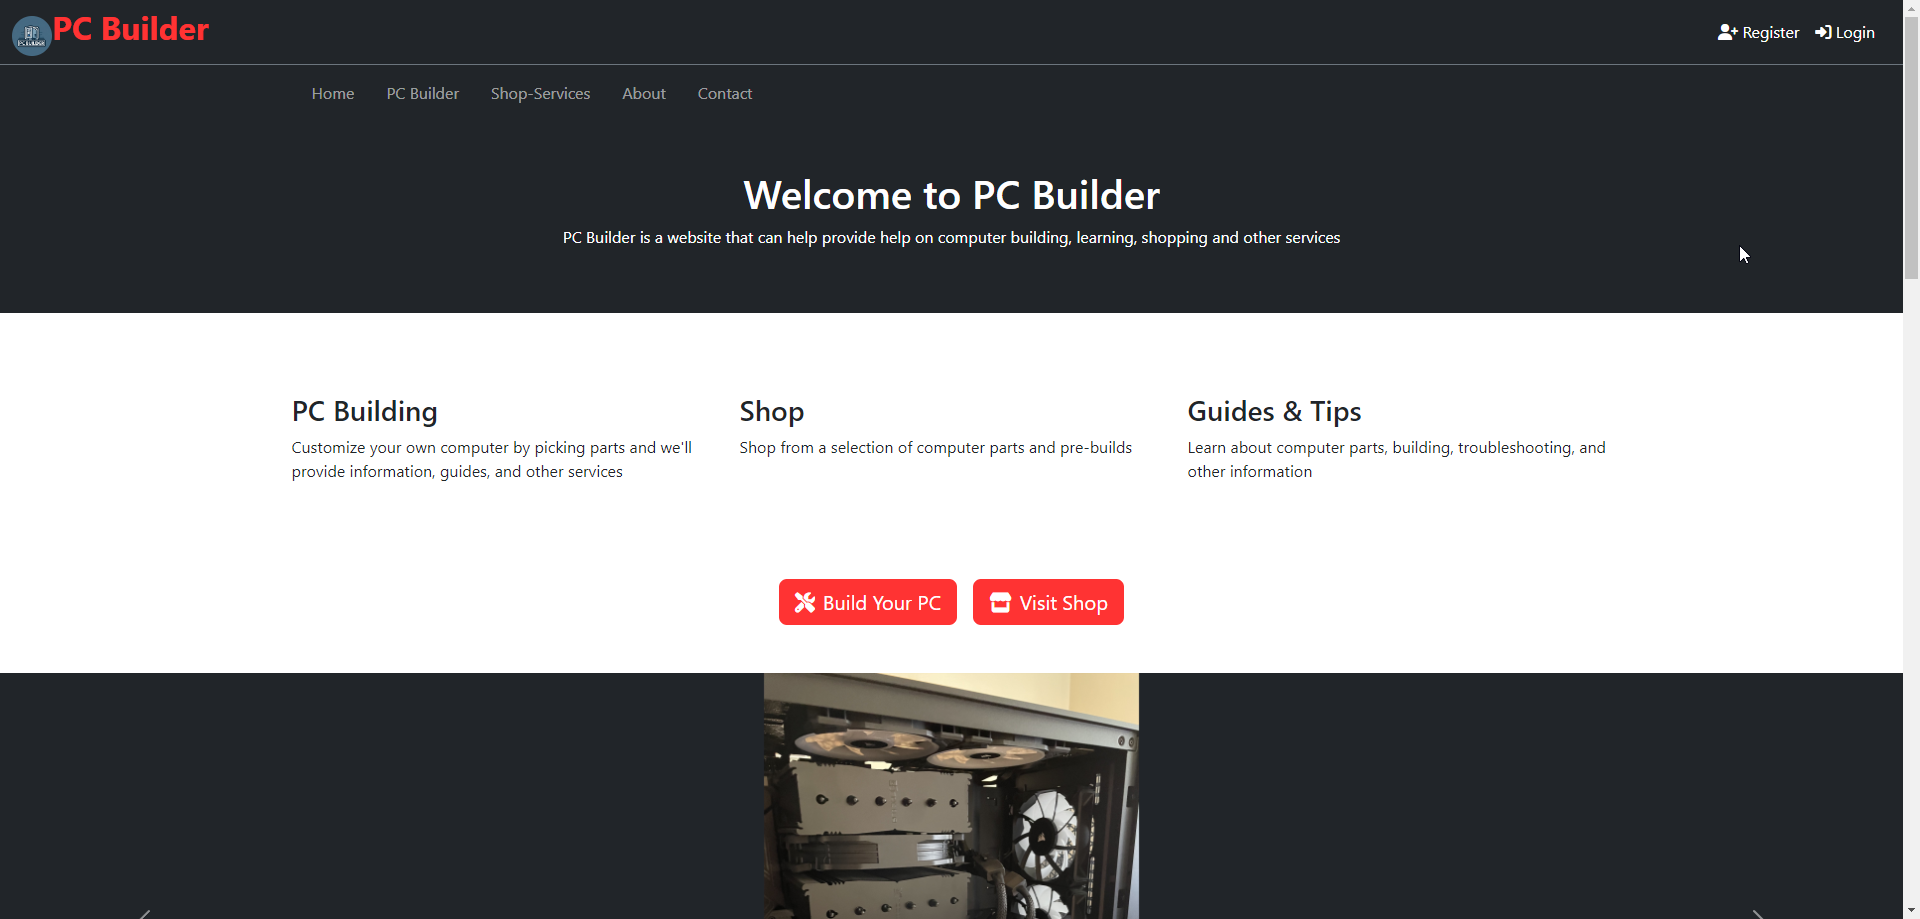 PC Builder
Register Login
Home PC Builder Shop-Services About Contact
Welcome to PC Builder
PC Builder is a website that can help provide help on computer building, learning, shopping and other services
PC Building
Customize your own computer by picking parts and we'll
provide information, guides, and other services
Shop
Shop from a selection of computer parts and pre-builds
Guides & Tips
Learn about computer parts, building, troubleshooting, and
other information
Build Your PC Visit Shop